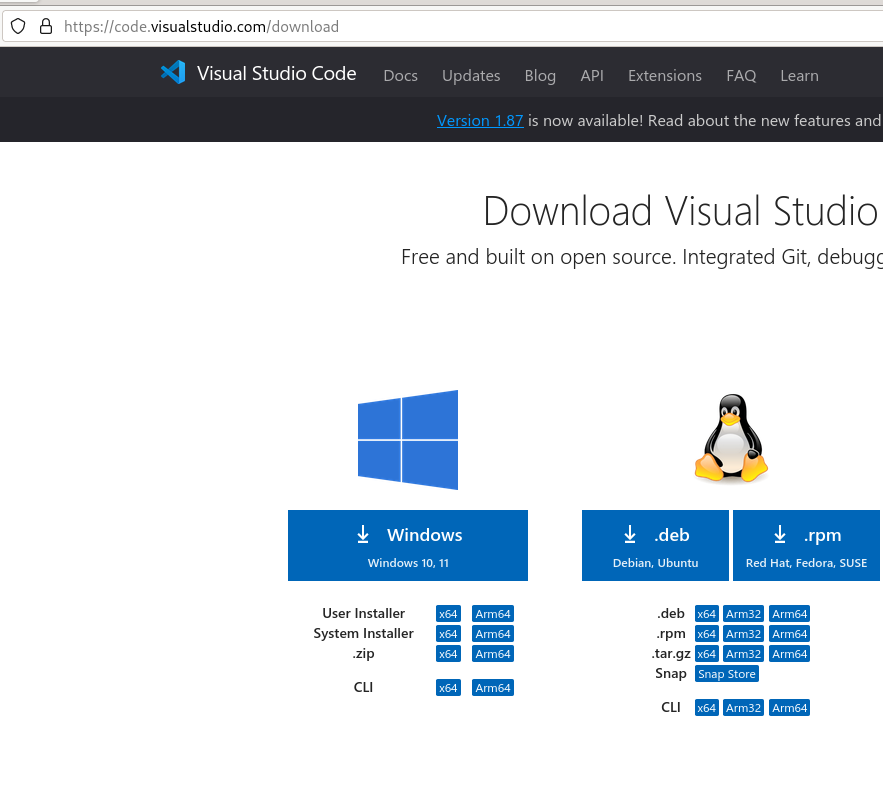 https://code.visualstudio.com/download
Visual Studio Code Docs Updates Blog API Extensions FAQ Learn
Version 1.87 is now available! Read about the new features and
Download Visual Studio
Free and built on open source. Integrated Git, debugg
Windows
Windows 10, 11
User Installer x64 Arm64
System Installer x64 Arm64
.zip x64 Arm64
CLI x64 Arm64
.deb
Debian, Ubuntu
.rpm
Red Hat, Fedora, SUSE
.deb x64 Arm32 Arm64
.rpm x64 Arm32 Arm64
.tar.gz x64 Arm32 Arm64
Snap Snap Store
CLI x64 Arm32 Arm64